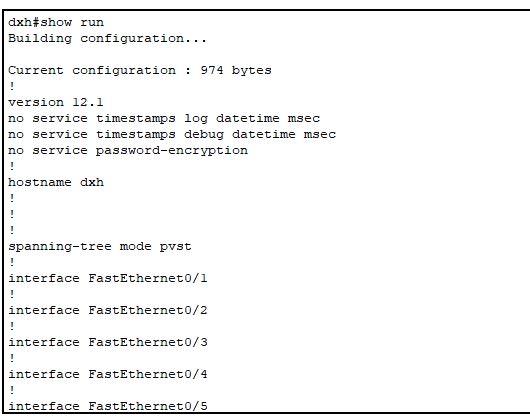 dxh#show run
Building configuration...
Current configuration : 974 bytes
!
version 12.1
no service timestamps log datetime msec
no service timestamps debug datetime msec
no service password-encryption
!
hostname dxh
!
!
!
spanning-tree mode pvst
!
interface FastEthernet0/1
!
interface FastEthernet0/2
!
interface FastEthernet0/3
!
interface FastEthernet0/4
!
interface FastEthernet0/5